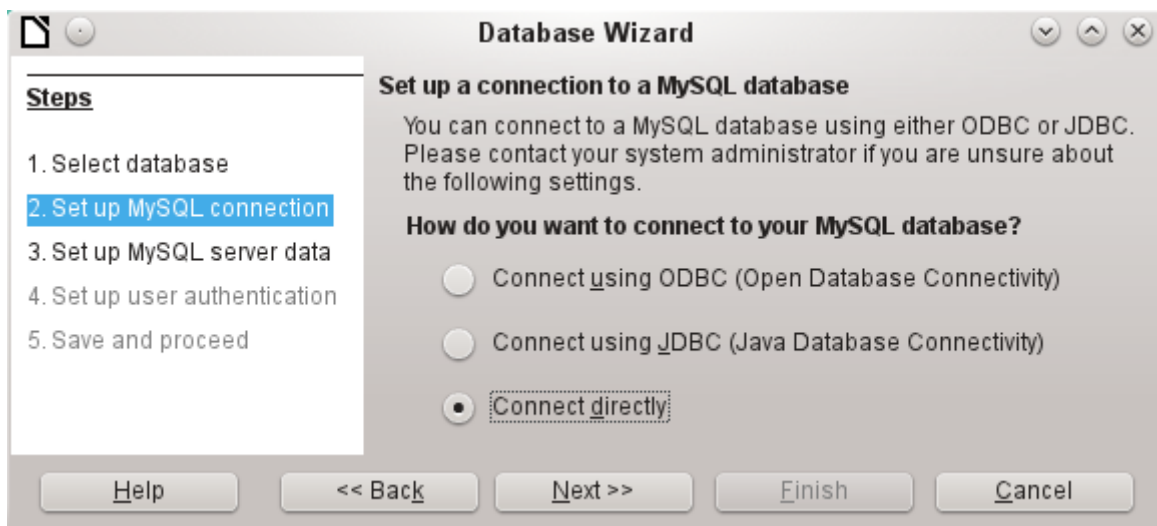 Database Wizard
Steps
1. Select database
2. Set up MySQL connection
3. Set up MySQL server data
4. Set up user authentication
5. Save and proceed
Set up a connection to a MySQL database
You can connect to a MySQL database using either ODBC or JDBC.
Please contact your system administrator if you are unsure about
the following settings.
How do you want to connect to your MySQL database?
Connect using ODBC (Open Database Connectivity)
Connect using JDBC (Java Database Connectivity)
Connect directly
Help
<< Back
Next >>
Finish
Cancel